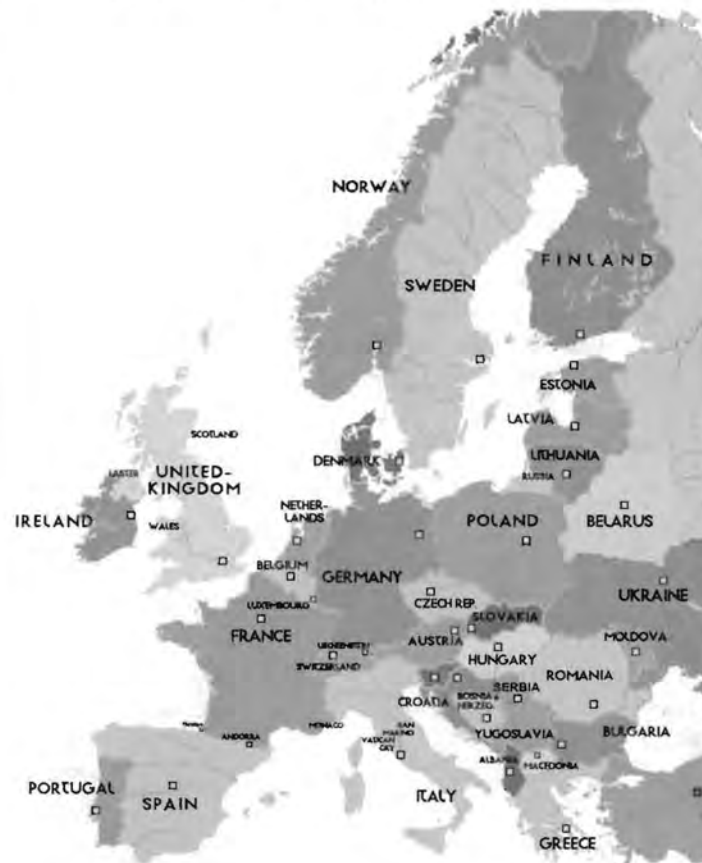 NORWAY
FINLAND
SWEDEN
ESTONIA
SCOTLAND
LATVIA
DENMARK
LITHUANIA
UNITED-
KINGDOM
RUSSIA
NETHER-
LANDS
IRELAND
WALES
POLAND
BELARUS
BELGIUM
GERMANY
UKRAINE
CZECH REP.
LUXEMBOURG
SLOVAKIA
FRANCE
AUSTRIA
MOLDOVA
LIECHTENSTEIN
SWITZERLAND
HUNGARY
ROMANIA
CROATIA
BOSNIA
HERZEG.
SERBIA
MONACO
SAN
MARINO
YUGOSLAVIA
BULGARIA
ANDORRA
VATICAN
CITY
ALBANIA
MACEDONIA
PORTUGAL
SPAIN
ITALY
GREECE